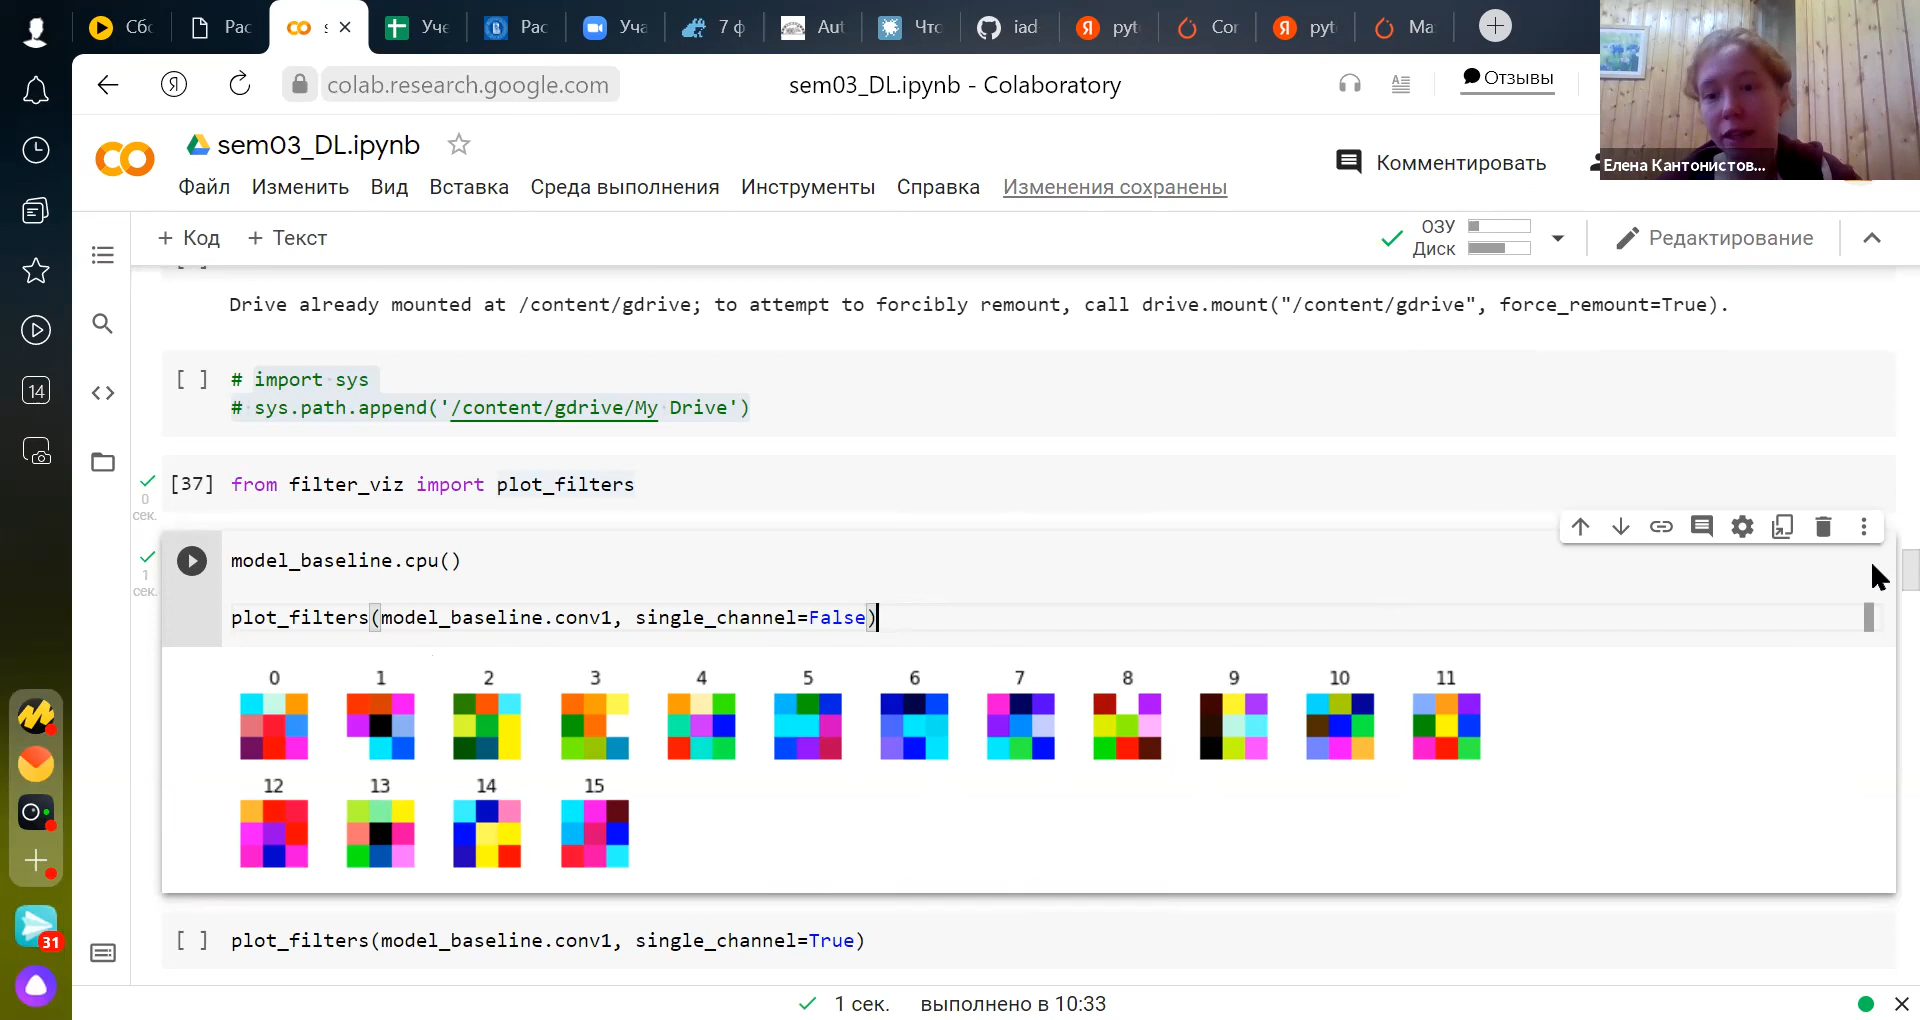 Сбо
Рас
s
Уче
Рас
Уча
7 ф
Aut
Что
iad
pyt
Cor
pyt
Ma
colab.research.google.com
sem03_DL.ipynb - Colaboratory
Отзывы
sem03_DL.ipynb
Комментировать
Елена Кантонистов...
Файл Изменить Вид Вставка Среда выполнения Инструменты Справка Изменения сохранены
+ Код + Текст
ОЗУ
Диск
Редактирование
Drive already mounted at /content/gdrive; to attempt to forcibly remount, call drive.mount("/content/gdrive", force_remount=True).
[ ] # import sys
# sys.path.append('/content/gdrive/My Drive')
[37] from filter_viz import plot_filters
0
сек.
model_baseline.cpu()
1
сек.
plot_filters(model_baseline.conv1, single_channel=False)
0 1 2 3 4 5 6 7 8 9 10 11
12 13 14 15
[ ] plot_filters(model_baseline.conv1, single_channel=True)
1 сек. выполнено в 10:33
14
31